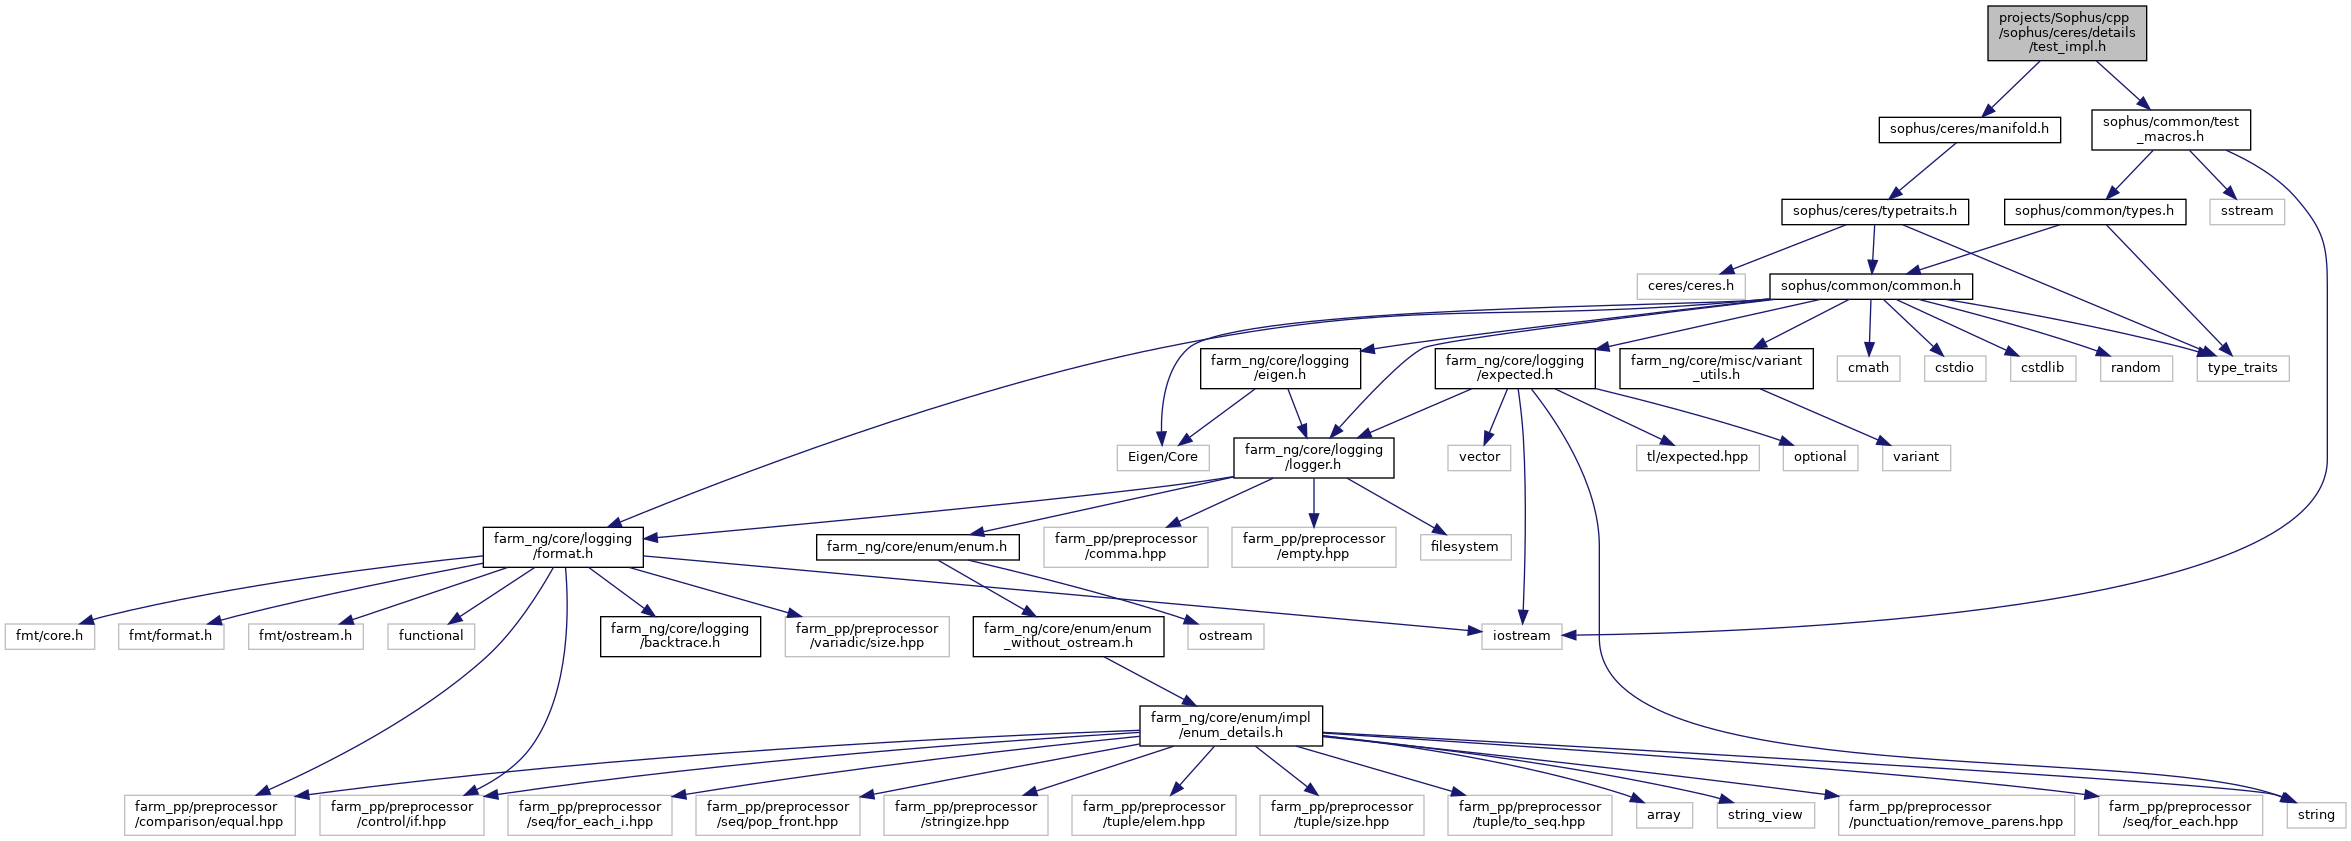 projects/Sophus/cpp
/sophus/ceres/details
/test_impl.h
sophus/ceres/manifold.h
sophus/common/test
_macros.h
sophus/ceres/typetraits.h
sophus/common/types.h
sstream
ceres/ceres.h
sophus/common/common.h
farm_ng/core/logging
/eigen.h
farm_ng/core/logging
/expected.h
farm_ng/core/misc/variant
_utils.h
cmath
cstdio
cstdlib
random
type_traits
Eigen/Core
farm_ng/core/logging
/logger.h
vector
tl/expected.hpp
optional
variant
farm_ng/core/logging
/format.h
farm_ng/core/enum/enum.h
farm_pp/preprocessor
/comma.hpp
farm_pp/preprocessor
/empty.hpp
filesystem
fmt/core.h
fmt/format.h
fmt/ostream.h
functional
farm_ng/core/logging
/backtrace.h
farm_pp/preprocessor
/variadic/size.hpp
farm_ng/core/enum/enum
_without_ostream.h
ostream
iostream
farm_ng/core/enum/impl
/enum_details.h
farm_pp/preprocessor
/comparison/equal.hpp
farm_pp/preprocessor
/control/if.hpp
farm_pp/preprocessor
/seq/for_each_i.hpp
farm_pp/preprocessor
/seq/pop_front.hpp
farm_pp/preprocessor
/stringize.hpp
farm_pp/preprocessor
/tuple/elem.hpp
farm_pp/preprocessor
/tuple/size.hpp
farm_pp/preprocessor
/tuple/to_seq.hpp
array
string_view
farm_pp/preprocessor
/punctuation/remove_parens.hpp
farm_pp/preprocessor
/seq/for_each.hpp
string